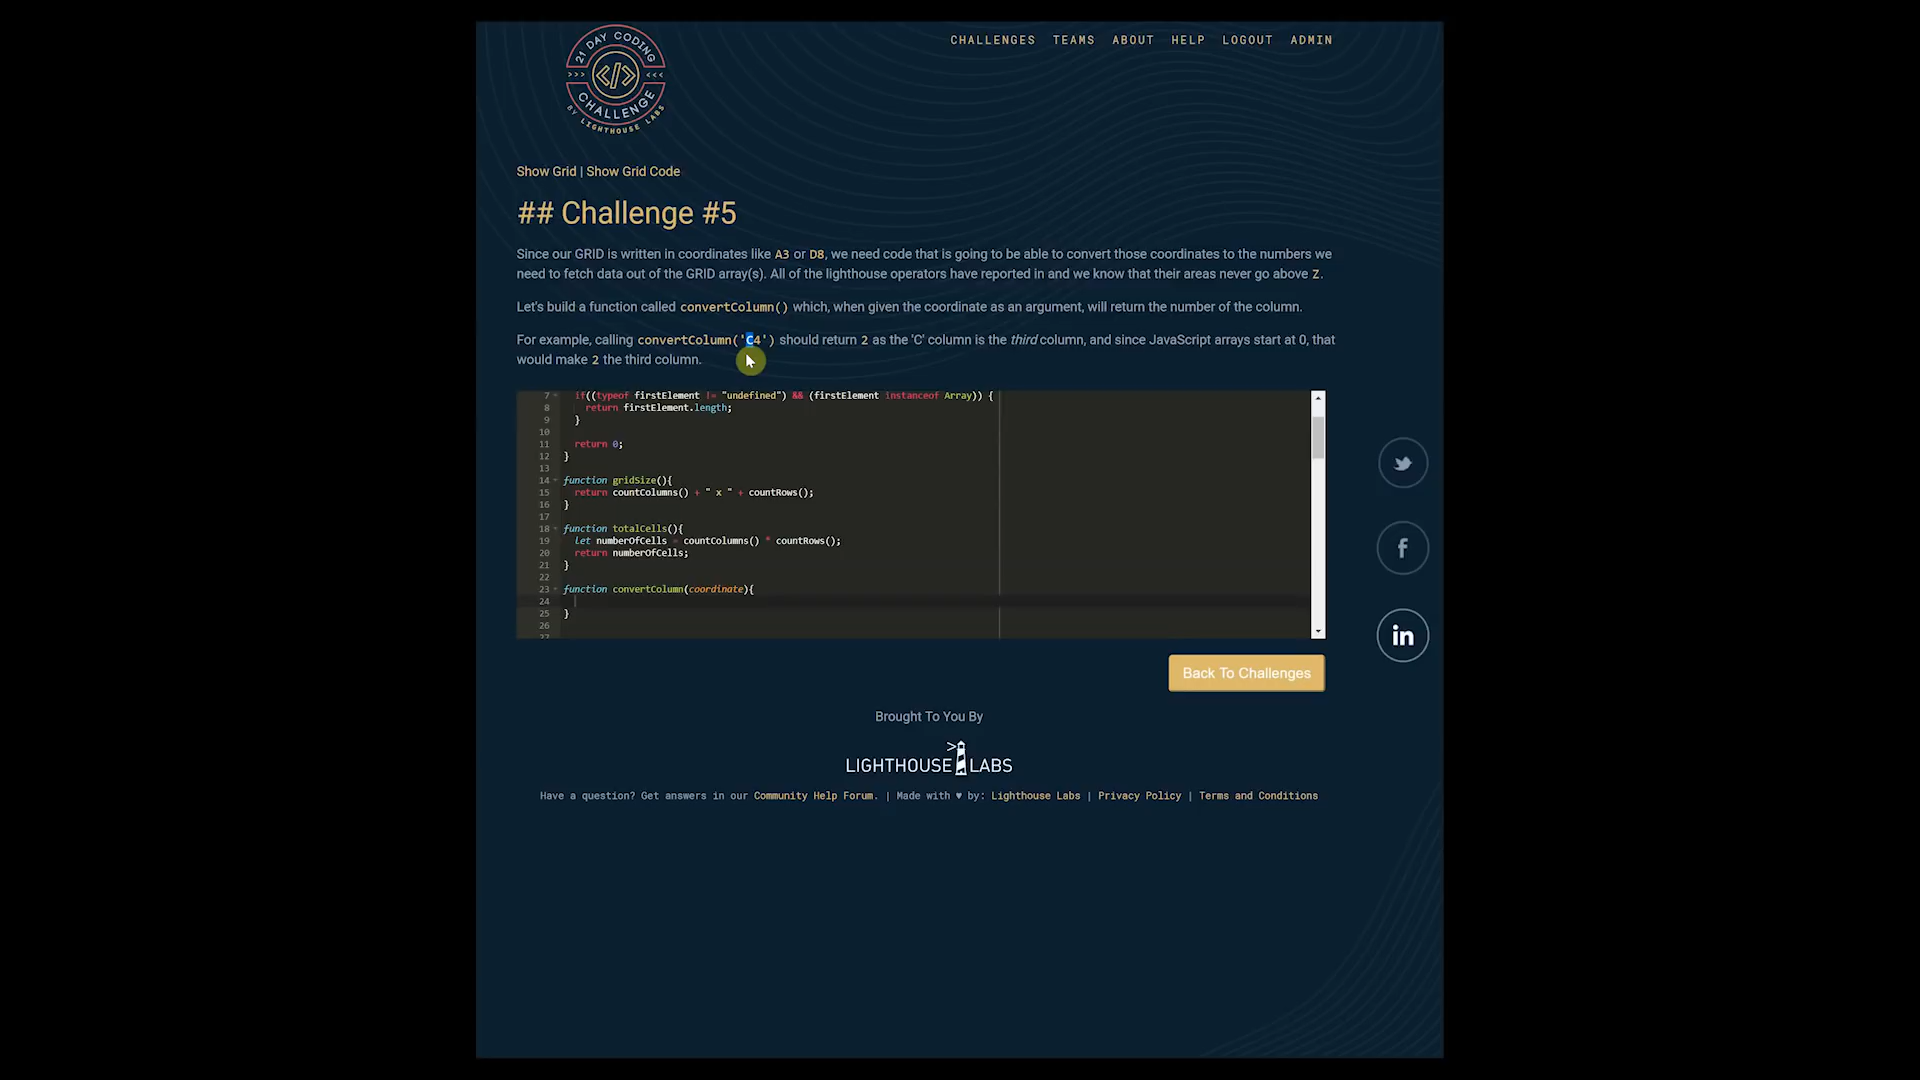 21 DAY CODING
>>> </> <<<
CHALLENGE
BY LIGHTHOUSE LABS
CHALLENGES TEAMS ABOUT HELP LOGOUT ADMIN
Show Grid | Show Grid Code
## Challenge #5
Since our GRID is written in coordinates like A3 or D8, we need code that is going to be able to convert those coordinates to the numbers we
need to fetch data out of the GRID array(s). All of the lighthouse operators have reported in and we know that their areas never go above Z.
Let's build a function called convertColumn() which, when given the coordinate as an argument, will return the number of the column.
For example, calling convertColumn('C4') should return 2 as the 'C' column is the third column, and since JavaScript arrays start at 0, that
would make 2 the third column.
7 if((typeof firstElement != "undefined") && (firstElement instanceof Array)) {
8 return firstElement.length;
9 }
10
11 return 0;
12 }
13
14 function gridSize(){
15 return countColumns() + " x " + countRows();
16 }
17
18 function totalCells(){
19 let numberOfCells = countColumns() * countRows();
20 return numberOfCells;
21 }
22
23 function convertColumn(coordinate){
24
25 }
26
27
in
Back To Challenges
Brought To You By
LIGHTHOUSE LABS
Have a question? Get answers in our Community Help Forum. | Made with ♥ by: Lighthouse Labs | Privacy Policy | Terms and Conditions